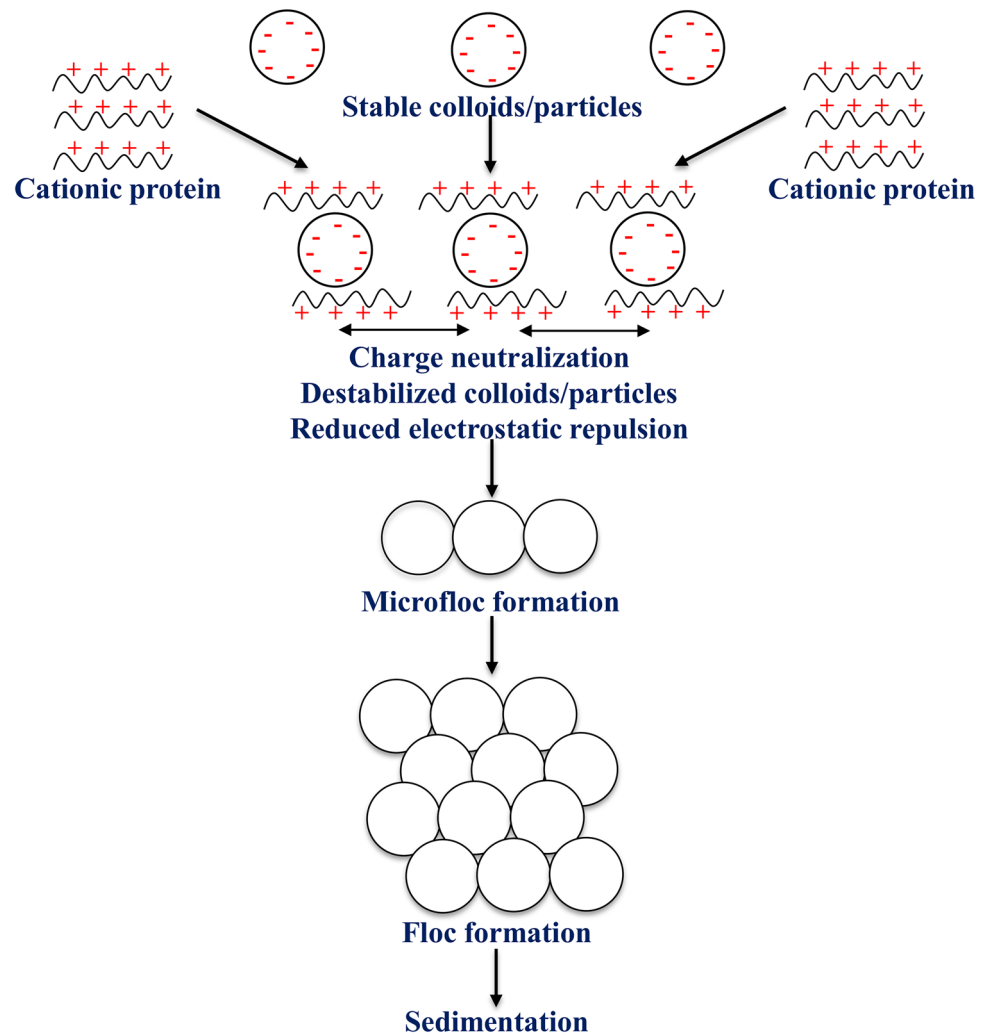 Stable colloids/particles
Cationic protein
Cationic protein
Charge neutralization
Destabilized colloids/particles
Reduced electrostatic repulsion
Microfloc formation
Floc formation
Sedimentation